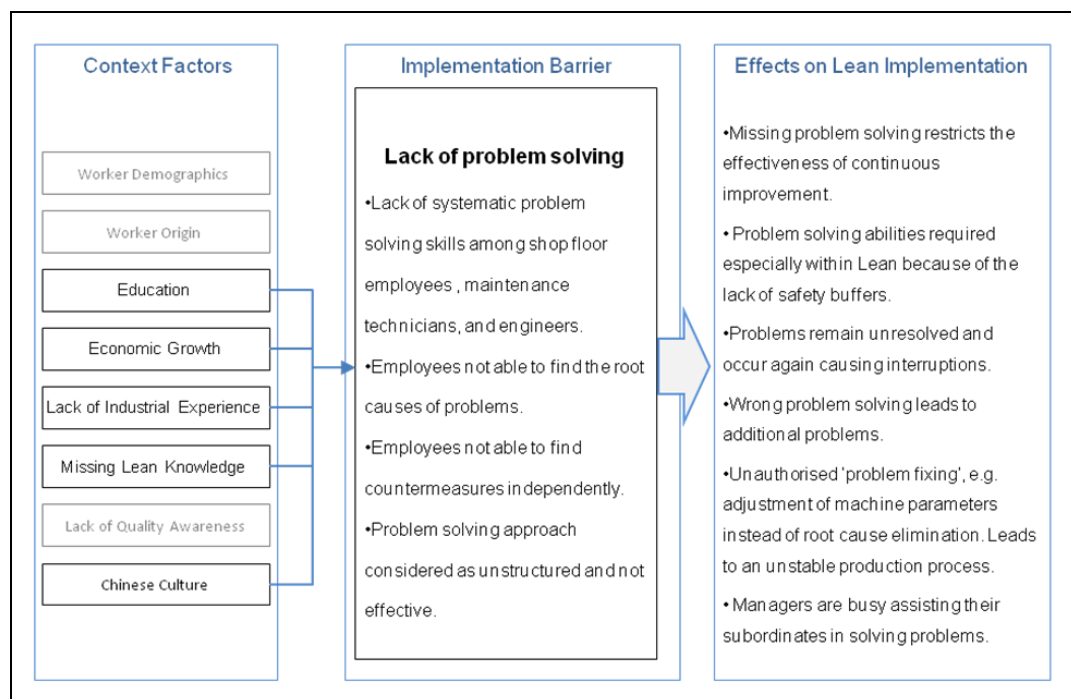 Context Factors
Worker Demographics
Worker Origin
Education
Economic Growth
Lack of Industrial Experience
Missing Lean Knowledge
Lack of Quality Awareness
Chinese Culture
Implementation Barrier
Lack of problem solving
•Lack of systematic problem
solving skills among shop floor
employees , maintenance
technicians, and engineers.
•Employees not able to find the root
causes of problems.
•Employees not able to find
countermeasures independently.
•Problem solving approach
considered as unstructured and not
effective.
Effects on Lean Implementation
•Missing problem solving restricts the
effectiveness of continuous
improvement.
• Problem solving abilities required
especially within Lean because of the
lack of safety buffers.
•Problems remain unresolved and
occur again causing interruptions.
•Wrong problem solving leads to
additional problems.
•Unauthorised 'problem fixing', e.g.
adjustment of machine parameters
instead of root cause elimination. Leads
to an unstable production process.
•Managers are busy assisting their
subordinates in solving problems.